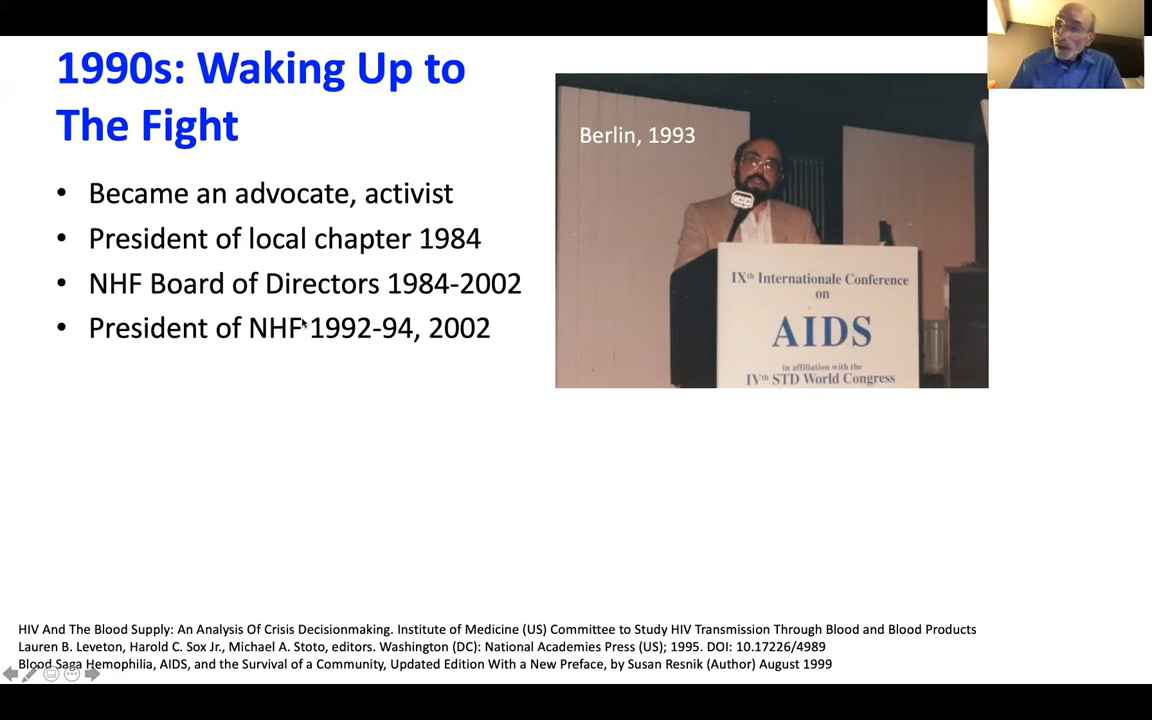 1990s: Waking Up to
The Fight
• Became an advocate, activist
• President of local chapter 1984
• NHF Board of Directors 1984-2002
• President of NHF 1992-94, 2002
Berlin, 1993
IXth Internationale Conference
on
AIDS
in affiliation with the
IVth STD World Congress
HIV And The Blood Supply: An Analysis Of Crisis Decisionmaking. Institute of Medicine (US) Committee to Study HIV Transmission Through Blood and Blood Products
Lauren B. Leveton, Harold C. Sox Jr., Michael A. Stoto, editors. Washington (DC): National Academies Press (US); 1995. DOI: 10.17226/4989
Blood Saga Hemophilia, AIDS, and the Survival of a Community, Updated Edition With a New Preface, by Susan Resnik (Author) August 1999